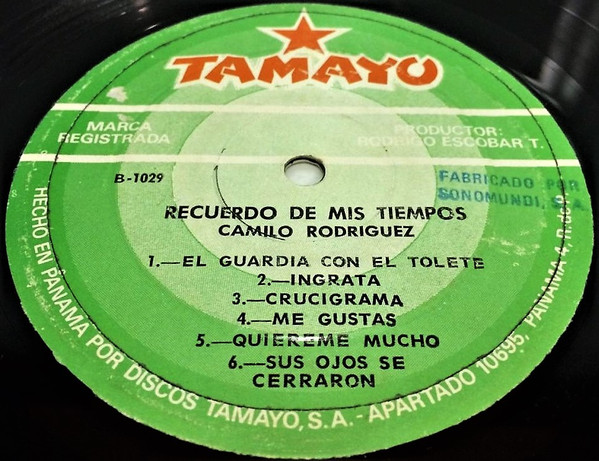 TAMAYO
MARCA
REGISTRADA
PRODUCTOR:
RODRIGO ESCOBAR T.
B-1029
FABRICADO POR
SONOMUNDI, S.A.
RECUERDO DE MIS TIEMPOS
CAMILO RODRIGUEZ
1.—EL GUARDIA CON EL TOLETE
2.—INGRATA
3.—CRUCIGRAMA
4.—ME GUSTAS
5.—QUIEREME MUCHO
6.—SUS OJOS SE
CERRARON
HECHO EN PANAMA POR DISCOS TAMAYO, S.A. - APARTADO 10695, PANAMA 4, R. de P.